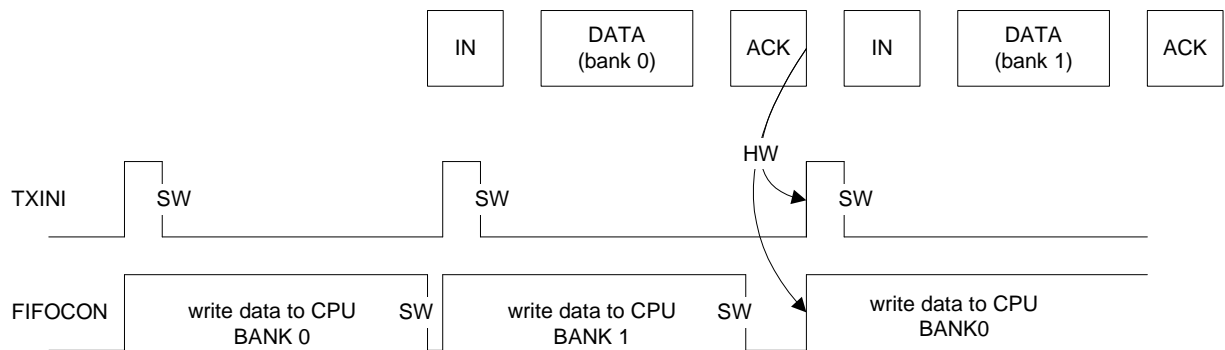 IN
DATA
(bank 0)
ACK
IN
DATA
(bank 1)
ACK
HW
TXINI
SW
SW
SW
FIFOCON
write data to CPU
BANK 0
SW
write data to CPU
BANK 1
SW
write data to CPU
BANK0